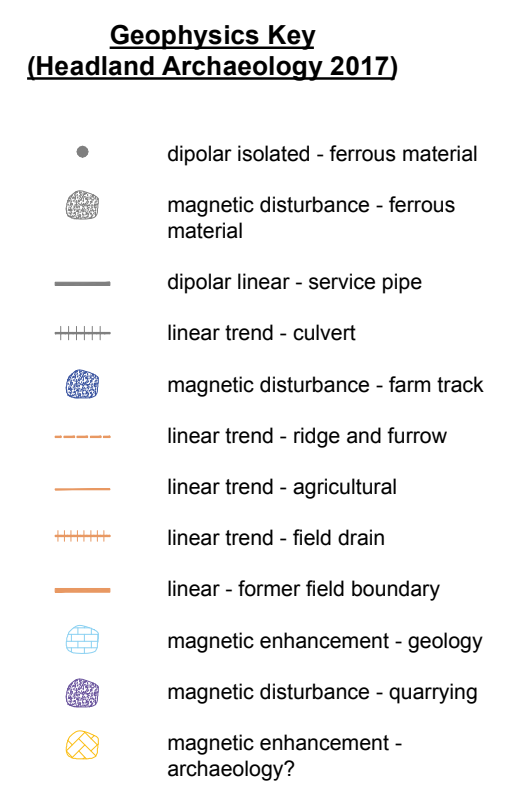 Geophysics Key
(Headland Archaeology 2017)
dipolar isolated - ferrous material
magnetic disturbance - ferrous
material
dipolar linear - service pipe
linear trend - culvert
magnetic disturbance - farm track
linear trend - ridge and furrow
linear trend - agricultural
linear trend - field drain
linear - former field boundary
magnetic enhancement - geology
magnetic disturbance - quarrying
magnetic enhancement -
archaeology?